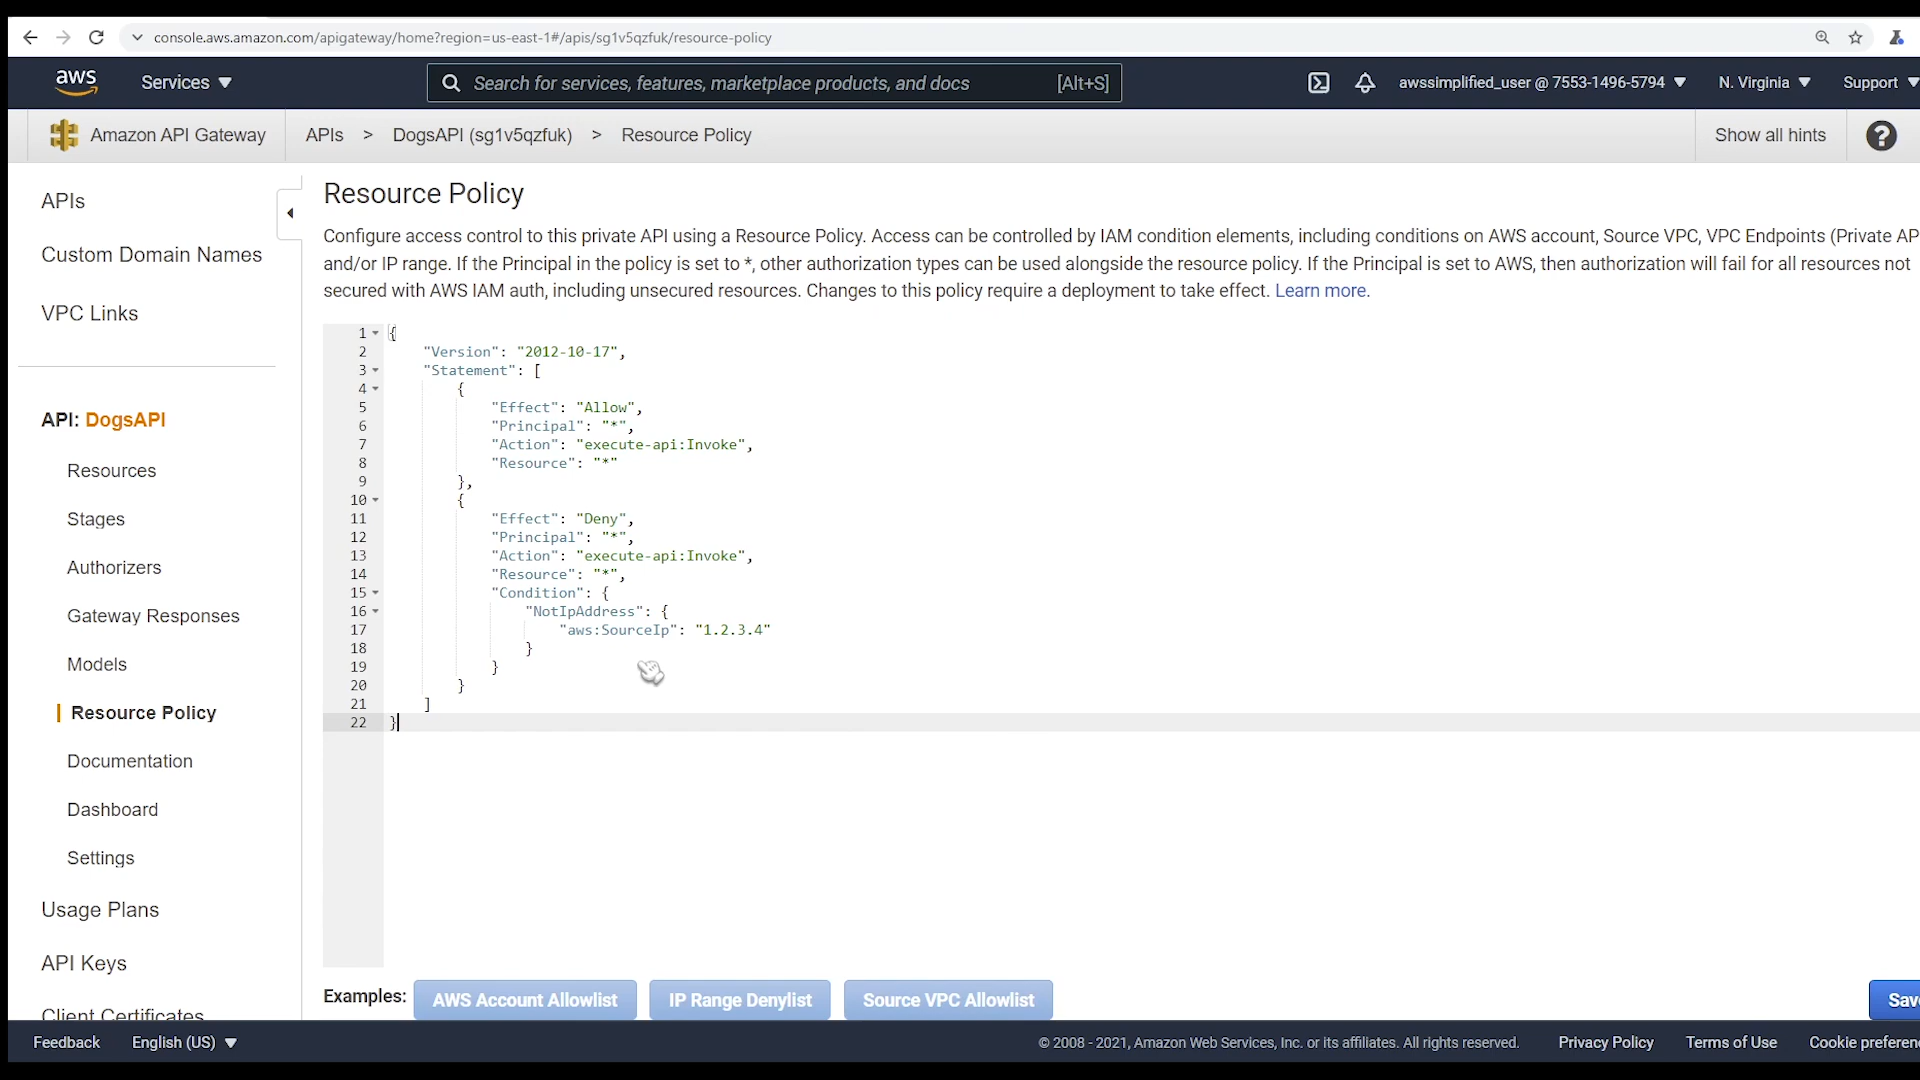 console.aws.amazon.com/apigateway/home?region=us-east-1#/apis/sg1v5qzfuk/resource-policy
aws
Services
Search for services, features, marketplace products, and docs
[Alt+S]
awssimplified_user @ 7553-1496-5794
N. Virginia
Support
Amazon API Gateway
APIs > DogsAPI (sg1v5qzfuk) > Resource Policy
Show all hints
?
APIs
Custom Domain Names
VPC Links
API: DogsAPI
Resources
Stages
Authorizers
Gateway Responses
Models
Resource Policy
Documentation
Dashboard
Settings
Usage Plans
API Keys
Client Certificates
Resource Policy
Configure access control to this private API using a Resource Policy. Access can be controlled by IAM condition elements, including conditions on AWS account, Source VPC, VPC Endpoints (Private AP
and/or IP range. If the Principal in the policy is set to *, other authorization types can be used alongside the resource policy. If the Principal is set to AWS, then authorization will fail for all resources not
secured with AWS IAM auth, including unsecured resources. Changes to this policy require a deployment to take effect. Learn more.
1 {
2 "Version": "2012-10-17",
3 "Statement": [
4 {
5 "Effect": "Allow",
6 "Principal": "*",
7 "Action": "execute-api:Invoke",
8 "Resource": "*"
9 },
10 {
11 "Effect": "Deny",
12 "Principal": "*",
13 "Action": "execute-api:Invoke",
14 "Resource": "*",
15 "Condition": {
16 "NotIpAddress": {
17 "aws:SourceIp": "1.2.3.4"
18 }
19 }
20 }
21 ]
22 }
Examples:
AWS Account Allowlist
IP Range Denylist
Source VPC Allowlist
Sav
Feedback
English (US)
© 2008 - 2021, Amazon Web Services, Inc. or its affiliates. All rights reserved.
Privacy Policy
Terms of Use
Cookie preferen